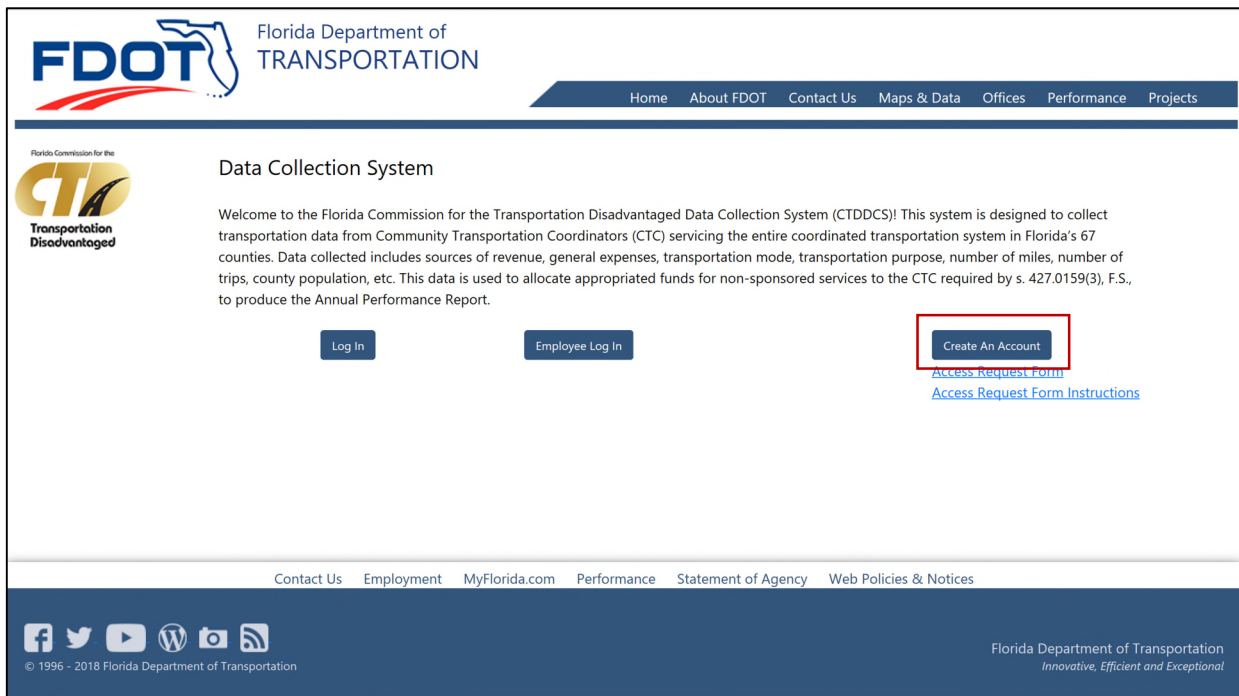 FDOT
Florida Department of
TRANSPORTATION
Home About FDOT Contact Us Maps & Data Offices Performance Projects
Florida Commission for the
CTD
Transportation
Disadvantaged
Data Collection System
Welcome to the Florida Commission for the Transportation Disadvantaged Data Collection System (CTDDCS)! This system is designed to collect
transportation data from Community Transportation Coordinators (CTC) servicing the entire coordinated transportation system in Florida's 67
counties. Data collected includes sources of revenue, general expenses, transportation mode, transportation purpose, number of miles, number of
trips, county population, etc. This data is used to allocate appropriated funds for non-sponsored services to the CTC required by s. 427.0159(3), F.S.,
to produce the Annual Performance Report.
Log In Employee Log In Create An Account
Access Request Form
Access Request Form Instructions
Contact Us Employment MyFlorida.com Performance Statement of Agency Web Policies & Notices
© 1996 - 2018 Florida Department of Transportation
Florida Department of Transportation
Innovative, Efficient and Exceptional